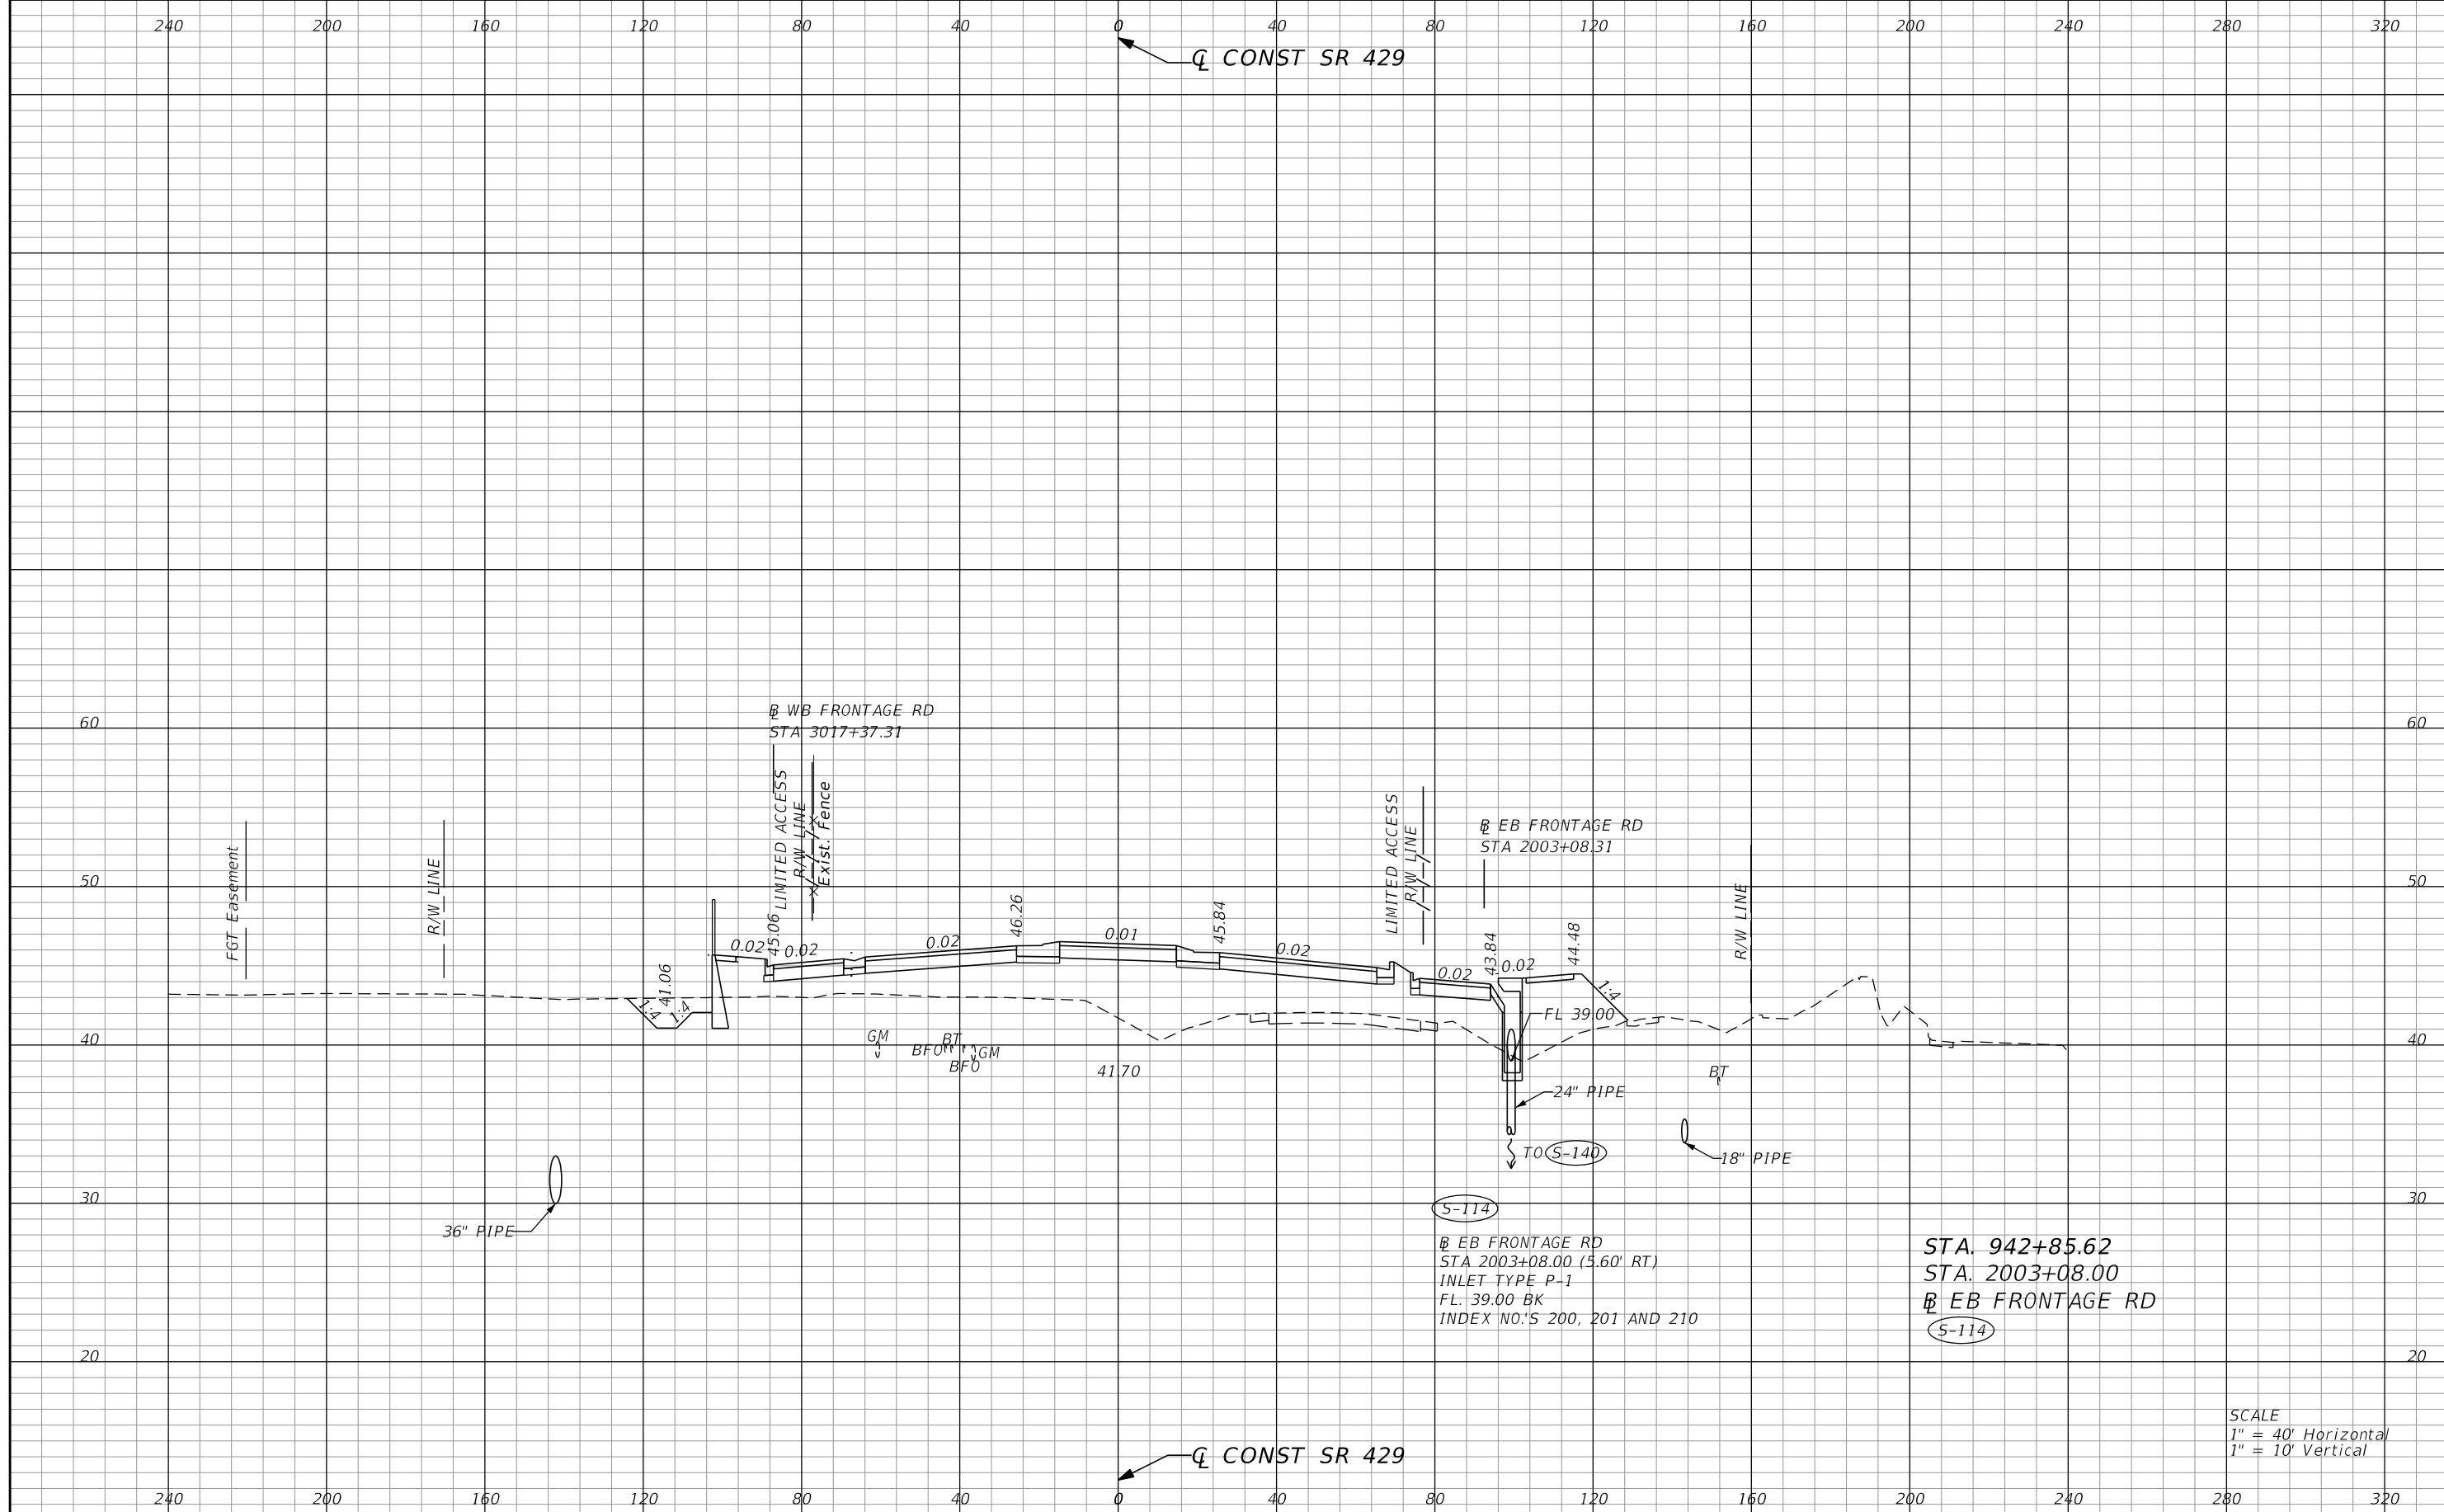 240 200 160 120 80 40 0 40 80 120 160 200 240 280 320
℄ CONST SR 429
60 60
50 50
40 40
30 30
20 20
BL WB FRONTAGE RD
STA 3017+37.31
LIMITED ACCESS
R/W LINE
Exist. Fence
FGT Easement
R/W LINE
LIMITED ACCESS
R/W LINE
BL EB FRONTAGE RD
STA 2003+08.31
R/W LINE
41.06
1:4
1:4
0.02
45.06
0.02
0.02
46.26
0.01
45.84
0.02
0.02
43.84
0.02
44.48
1:4
GM
BFO
BT
BFO
GM
41.70
FL 39.00
24" PIPE
TO S-140
BT
18" PIPE
36" PIPE
S-114
BL EB FRONTAGE RD
STA 2003+08.00 (5.60' RT)
INLET TYPE P-1
FL. 39.00 BK
INDEX NO.'S 200, 201 AND 210
STA. 942+85.62
STA. 2003+08.00
BL EB FRONTAGE RD
S-114
SCALE
1" = 40' Horizontal
1" = 10' Vertical
℄ CONST SR 429
240 200 160 120 80 40 0 40 80 120 160 200 240 280 320